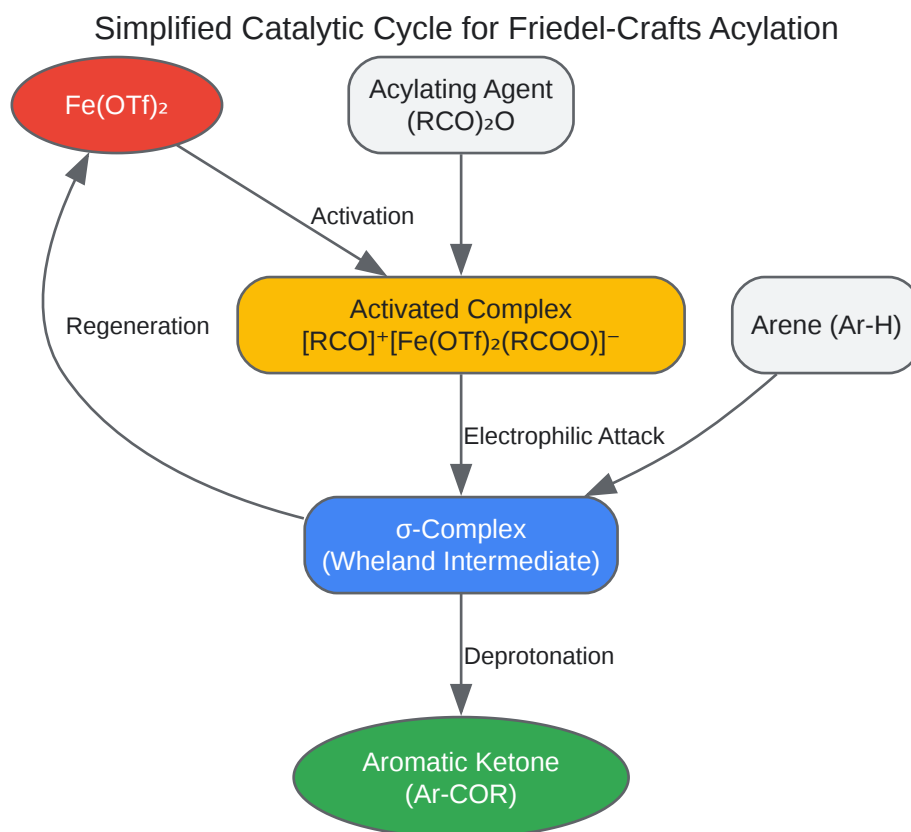 Simplified Catalytic Cycle for Friedel-Crafts Acylation
Fe(OTf)₂
Acylating Agent
(RCO)₂O
Activation
Activated Complex
[RCO]⁺[Fe(OTf)₂(RCOO)]⁻
Arene (Ar-H)
Regeneration
Electrophilic Attack
σ-Complex
(Wheland Intermediate)
Deprotonation
Aromatic Ketone
(Ar-COR)